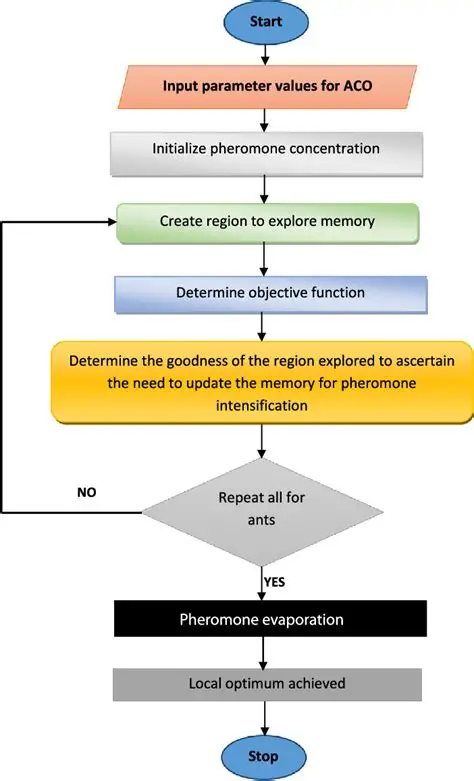 Start
Input parameter values for ACO
Initialize pheromone concentration
Create region to explore memory
Determine objective function
Determine the goodness of the region explored to ascertain
the need to update the memory for pheromone
intensification
NO
Repeat all for
ants
YES
Pheromone evaporation
Local optimum achieved
Stop